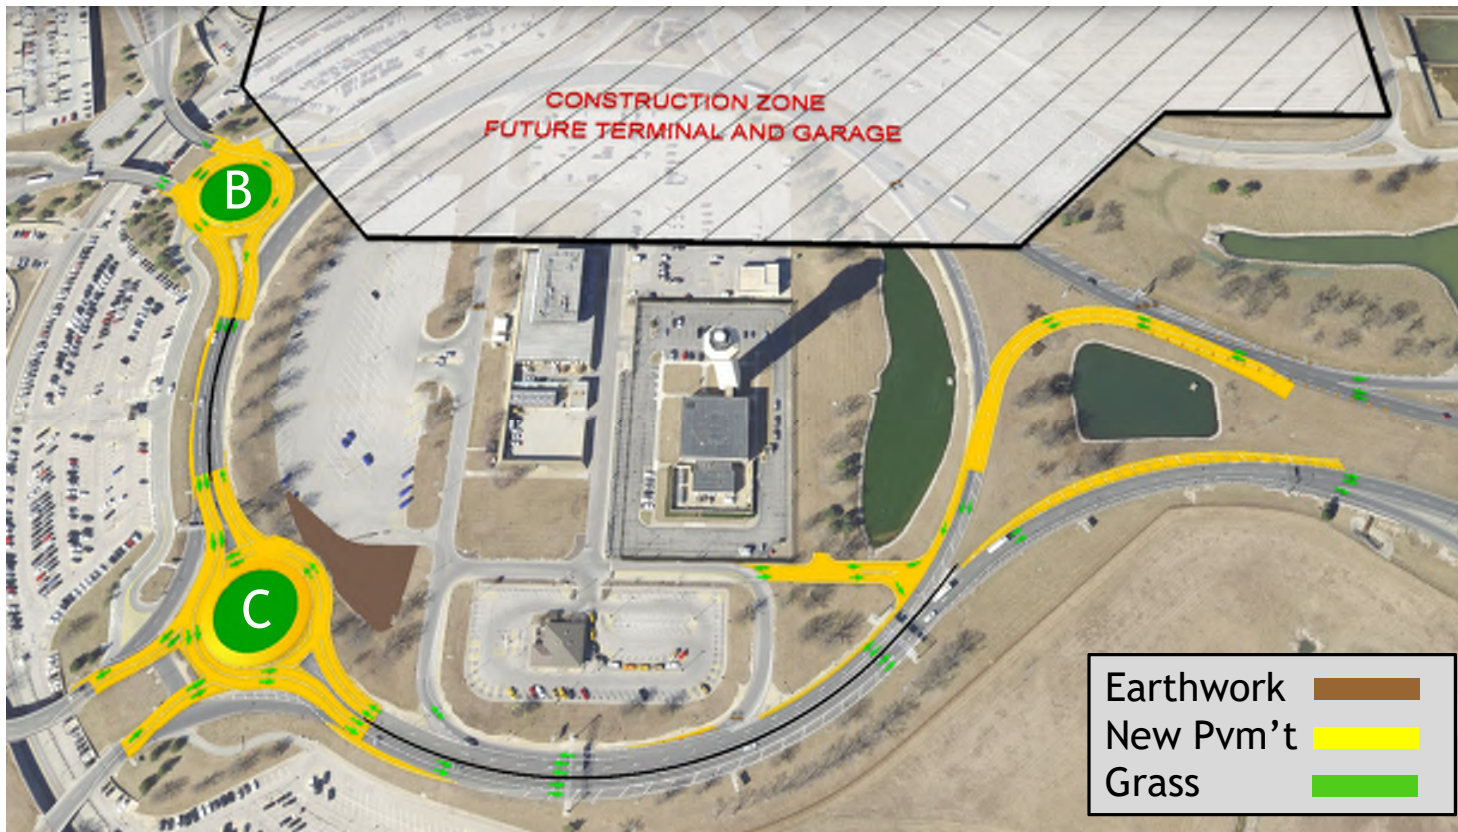 CONSTRUCTION ZONE
FUTURE TERMINAL AND GARAGE
B
C
Earthwork
New Pvm't
Grass